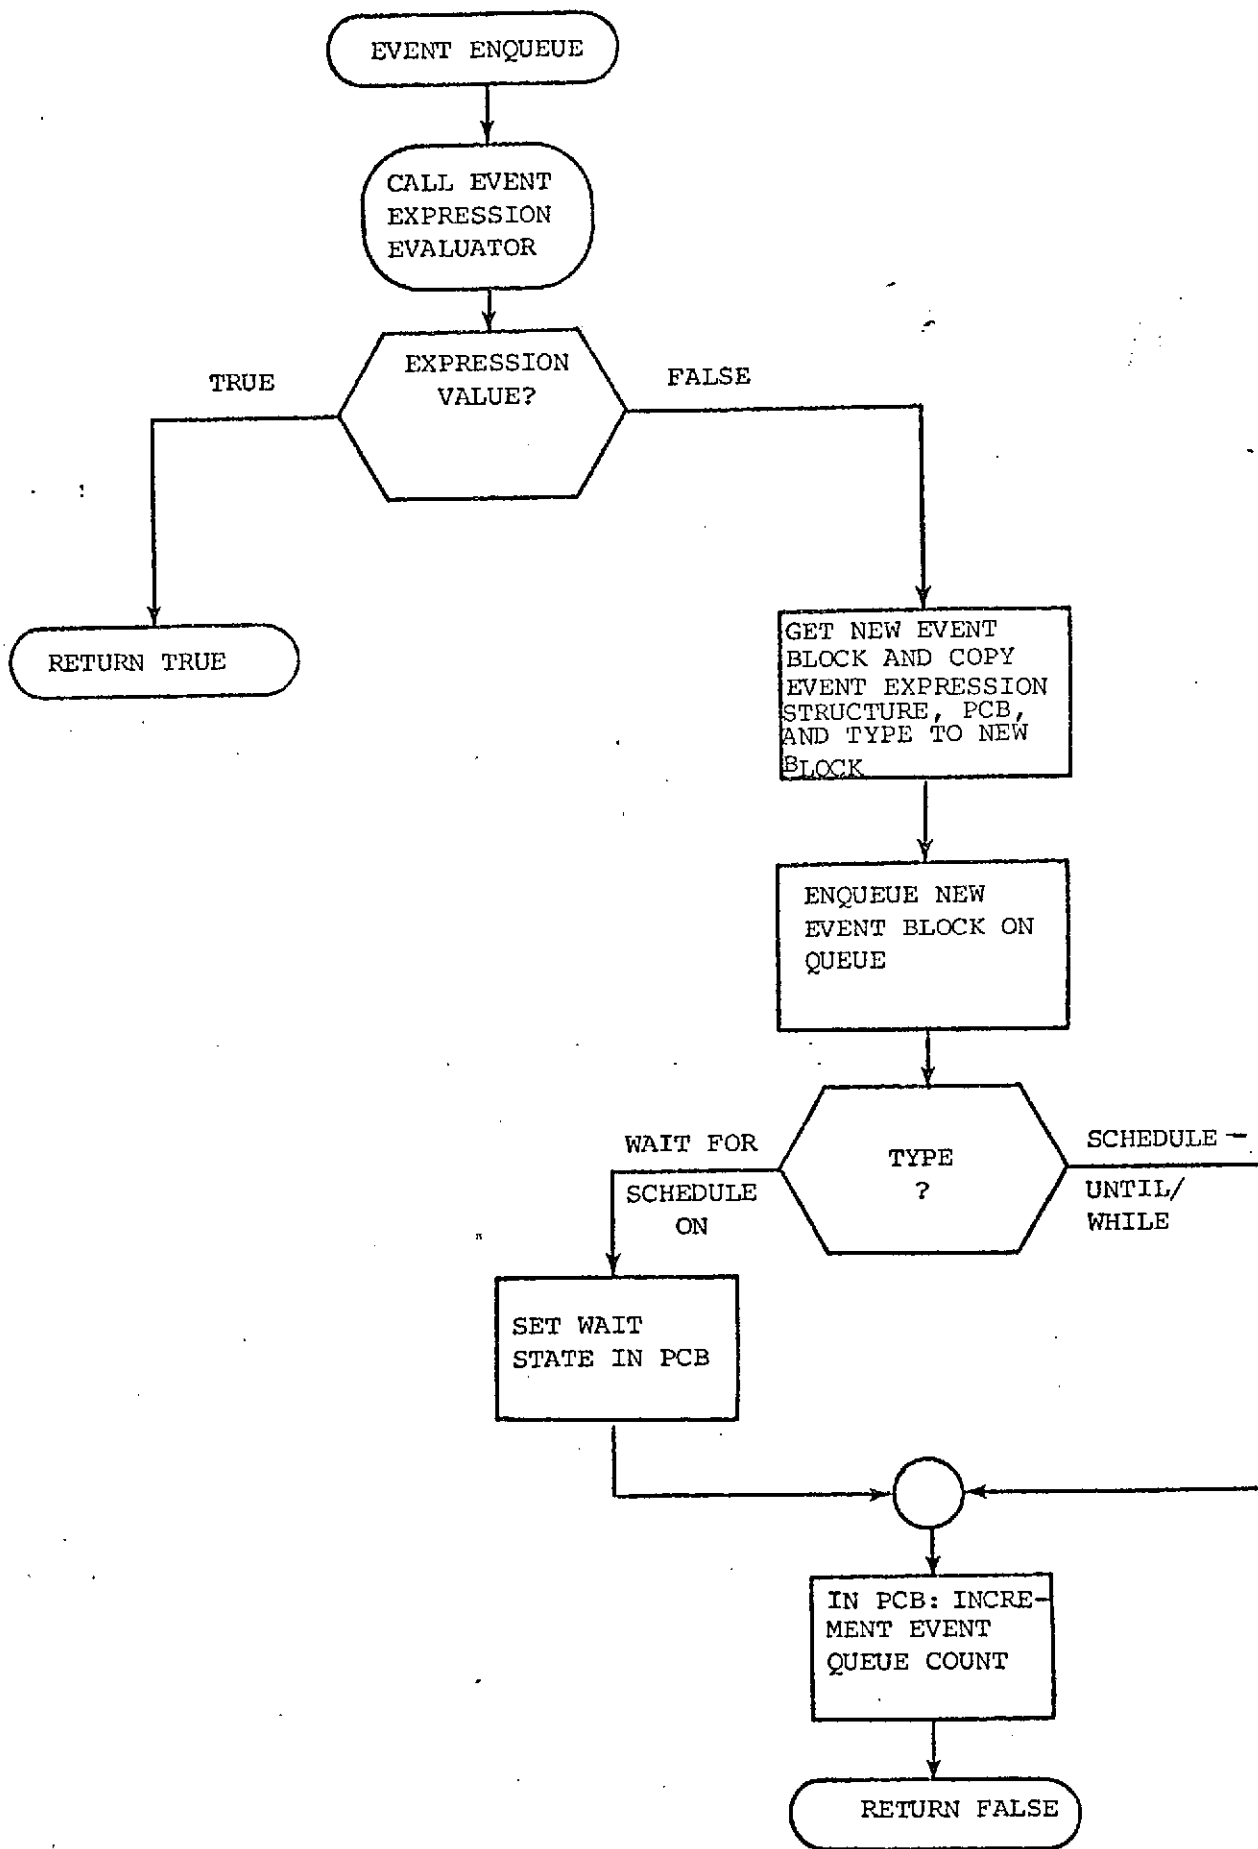 EVENT ENQUEUE
CALL EVENT
EXPRESSION
EVALUATOR
EXPRESSION
VALUE?
TRUE
FALSE
RETURN TRUE
GET NEW EVENT
BLOCK AND COPY
EVENT EXPRESSION
STRUCTURE, PCB,
AND TYPE TO NEW
BLOCK
ENQUEUE NEW
EVENT BLOCK ON
QUEUE
TYPE
?
WAIT FOR
SCHEDULE
ON
SCHEDULE -
UNTIL/
WHILE
SET WAIT
STATE IN PCB
IN PCB: INCRE-
MENT EVENT
QUEUE COUNT
RETURN FALSE